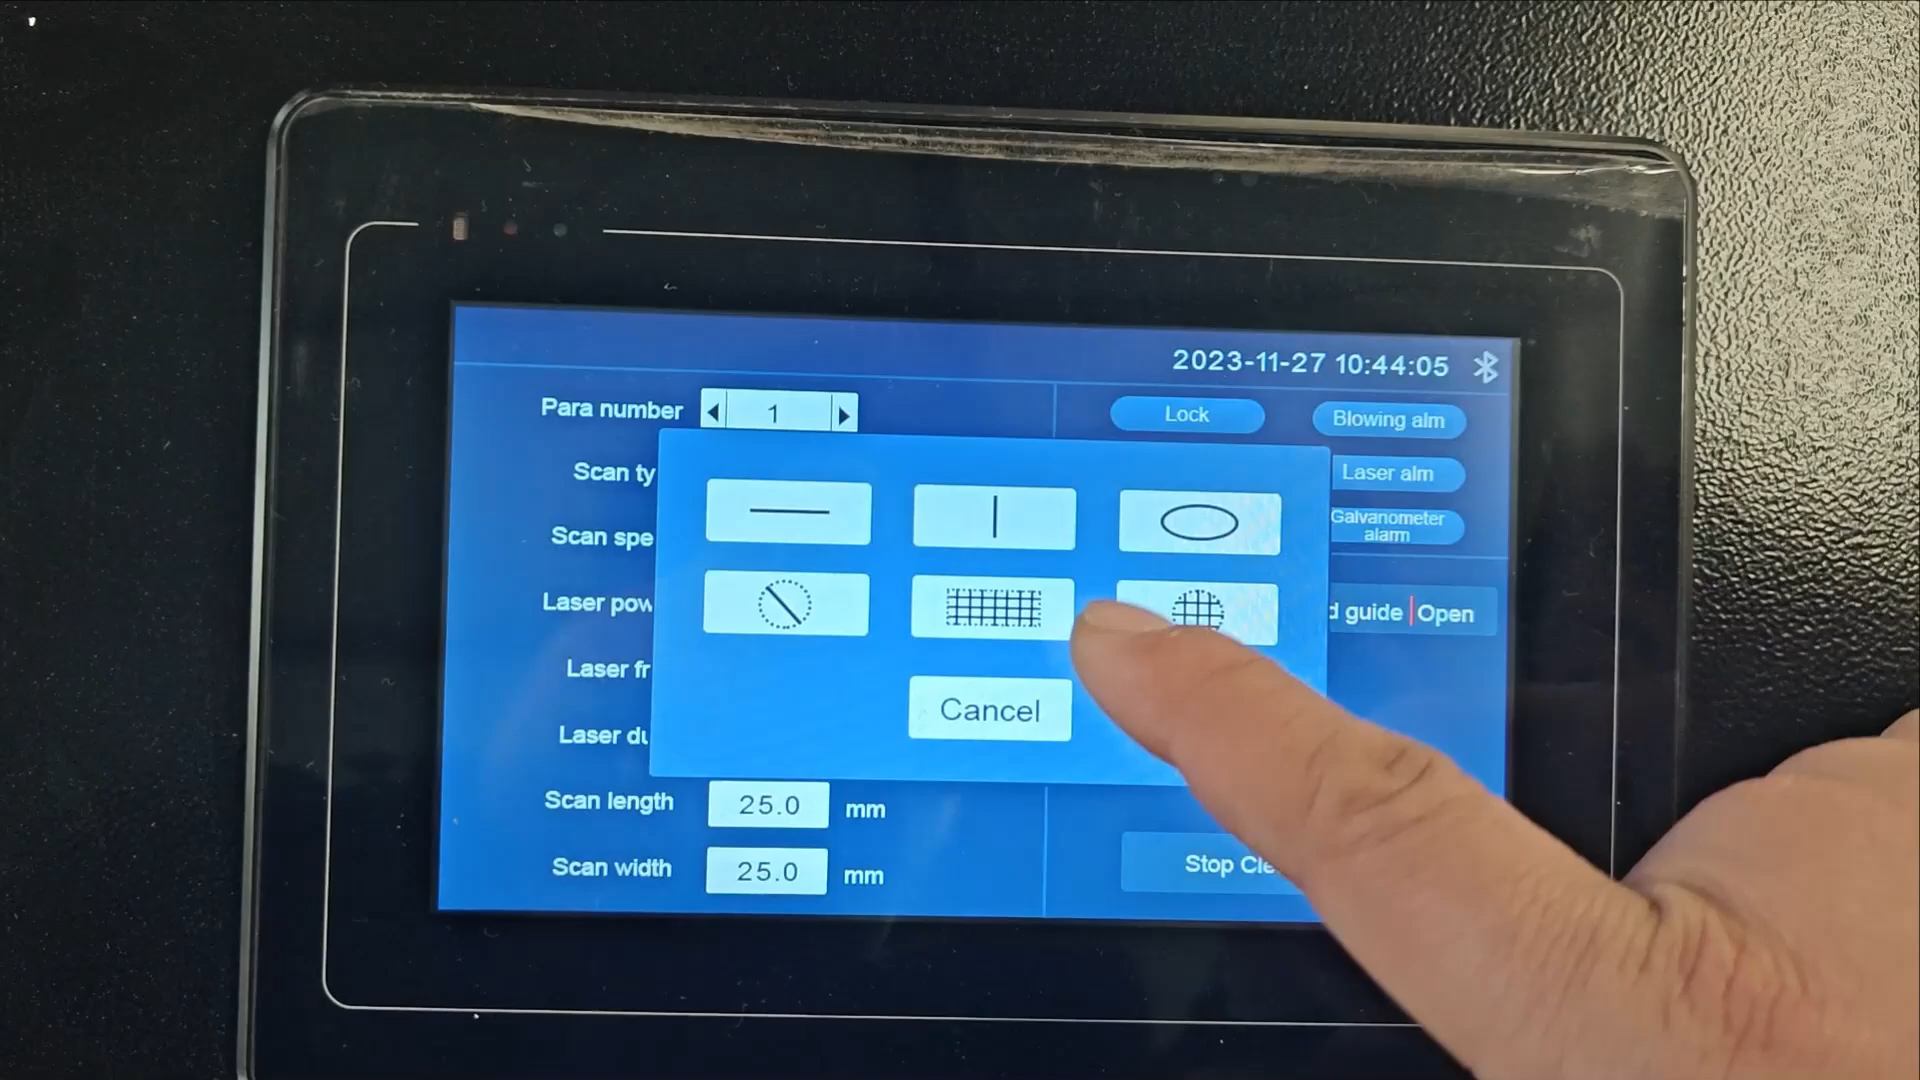 2023-11-27 10:44:05
Para number 1
Lock
Blowing alm
Scan ty
Laser alm
Scan spe
Galvanometer
alarm
Laser pow
d guide Open
Laser fr
Cancel
Laser du
Scan length 25.0 mm
Scan width 25.0 mm
Stop Cle